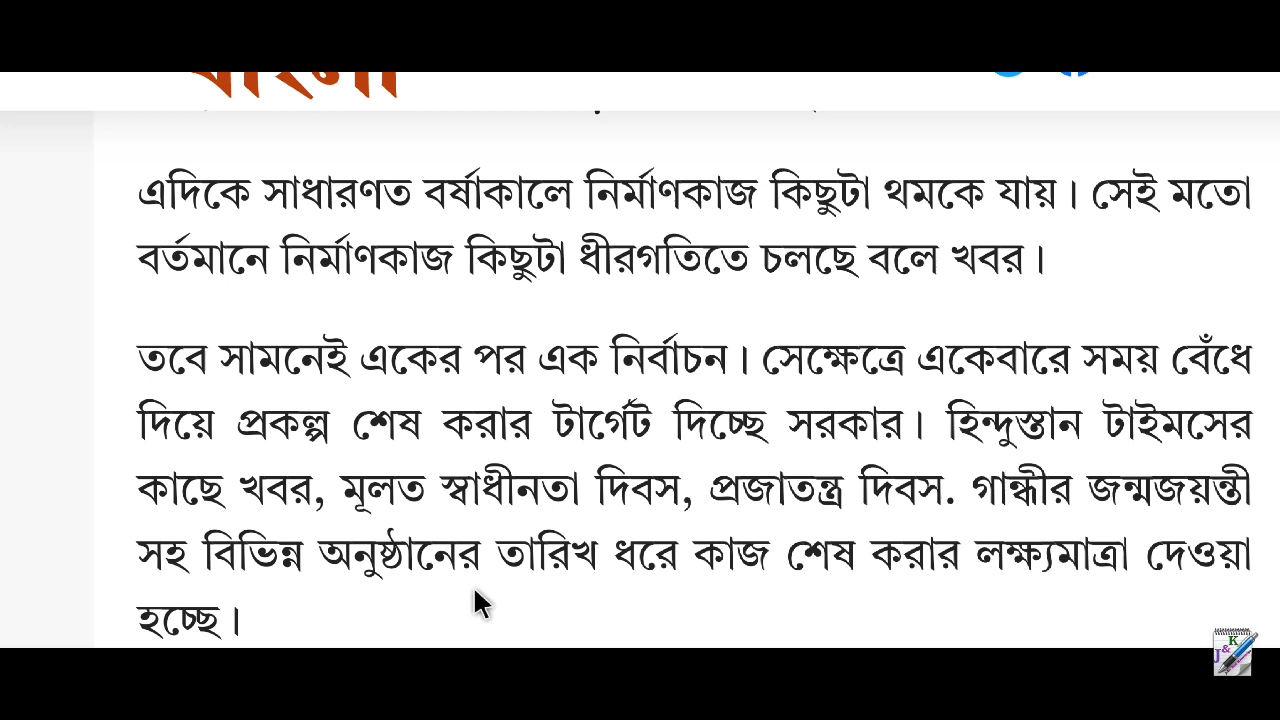 বাংলা
এদিকে সাধারণত বর্ষাকালে নির্মাণকাজ কিছুটা থমকে যায়। সেই মতো
বর্তমানে নির্মাণকাজ কিছুটা ধীরগতিতে চলছে বলে খবর।
তবে সামনেই একের পর এক নির্বাচন। সেক্ষেত্রে একেবারে সময় বেঁধে
দিয়ে প্রকল্প শেষ করার টার্গেট দিচ্ছে সরকার। হিন্দুস্তান টাইমসের
কাছে খবর, মূলত স্বাধীনতা দিবস, প্রজাতন্ত্র দিবস. গান্ধীর জন্মজয়ন্তী
সহ বিভিন্ন অনুষ্ঠানের তারিখ ধরে কাজ শেষ করার লক্ষ্যমাত্রা দেওয়া
হচ্ছে।
J&K